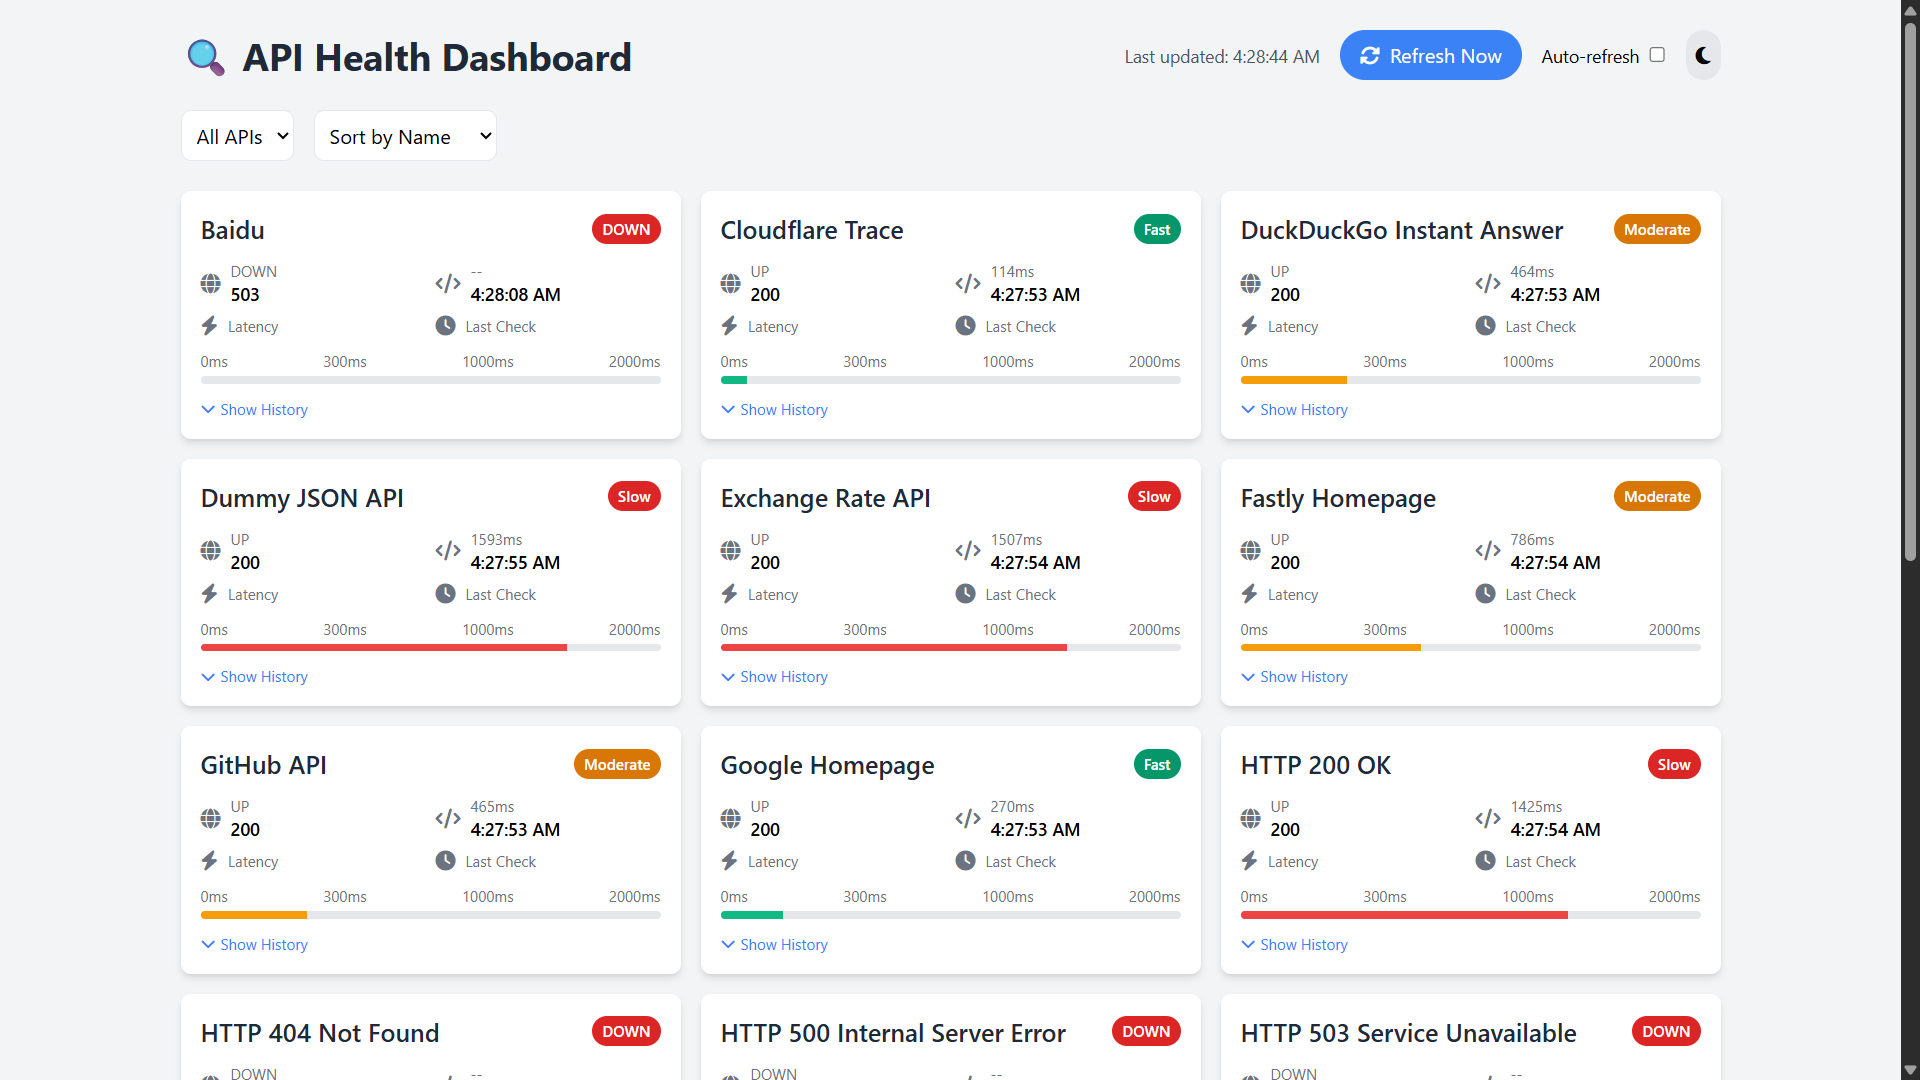 API Health Dashboard
Last updated: 4:28:44 AM
Refresh Now
Auto-refresh
All APIs
Sort by Name
Baidu
DOWN
DOWN
503
--
4:28:08 AM
Latency
Last Check
0ms 300ms 1000ms 2000ms
Show History
Cloudflare Trace
Fast
UP
200
114ms
4:27:53 AM
Latency
Last Check
0ms 300ms 1000ms 2000ms
Show History
DuckDuckGo Instant Answer
Moderate
UP
200
464ms
4:27:53 AM
Latency
Last Check
0ms 300ms 1000ms 2000ms
Show History
Dummy JSON API
Slow
UP
200
1593ms
4:27:55 AM
Latency
Last Check
0ms 300ms 1000ms 2000ms
Show History
Exchange Rate API
Slow
UP
200
1507ms
4:27:54 AM
Latency
Last Check
0ms 300ms 1000ms 2000ms
Show History
Fastly Homepage
Moderate
UP
200
786ms
4:27:54 AM
Latency
Last Check
0ms 300ms 1000ms 2000ms
Show History
GitHub API
Moderate
UP
200
465ms
4:27:53 AM
Latency
Last Check
0ms 300ms 1000ms 2000ms
Show History
Google Homepage
Fast
UP
200
270ms
4:27:53 AM
Latency
Last Check
0ms 300ms 1000ms 2000ms
Show History
HTTP 200 OK
Slow
UP
200
1425ms
4:27:54 AM
Latency
Last Check
0ms 300ms 1000ms 2000ms
Show History
HTTP 404 Not Found
DOWN
DOWN
--
HTTP 500 Internal Server Error
DOWN
DOWN
--
HTTP 503 Service Unavailable
DOWN
DOWN
--